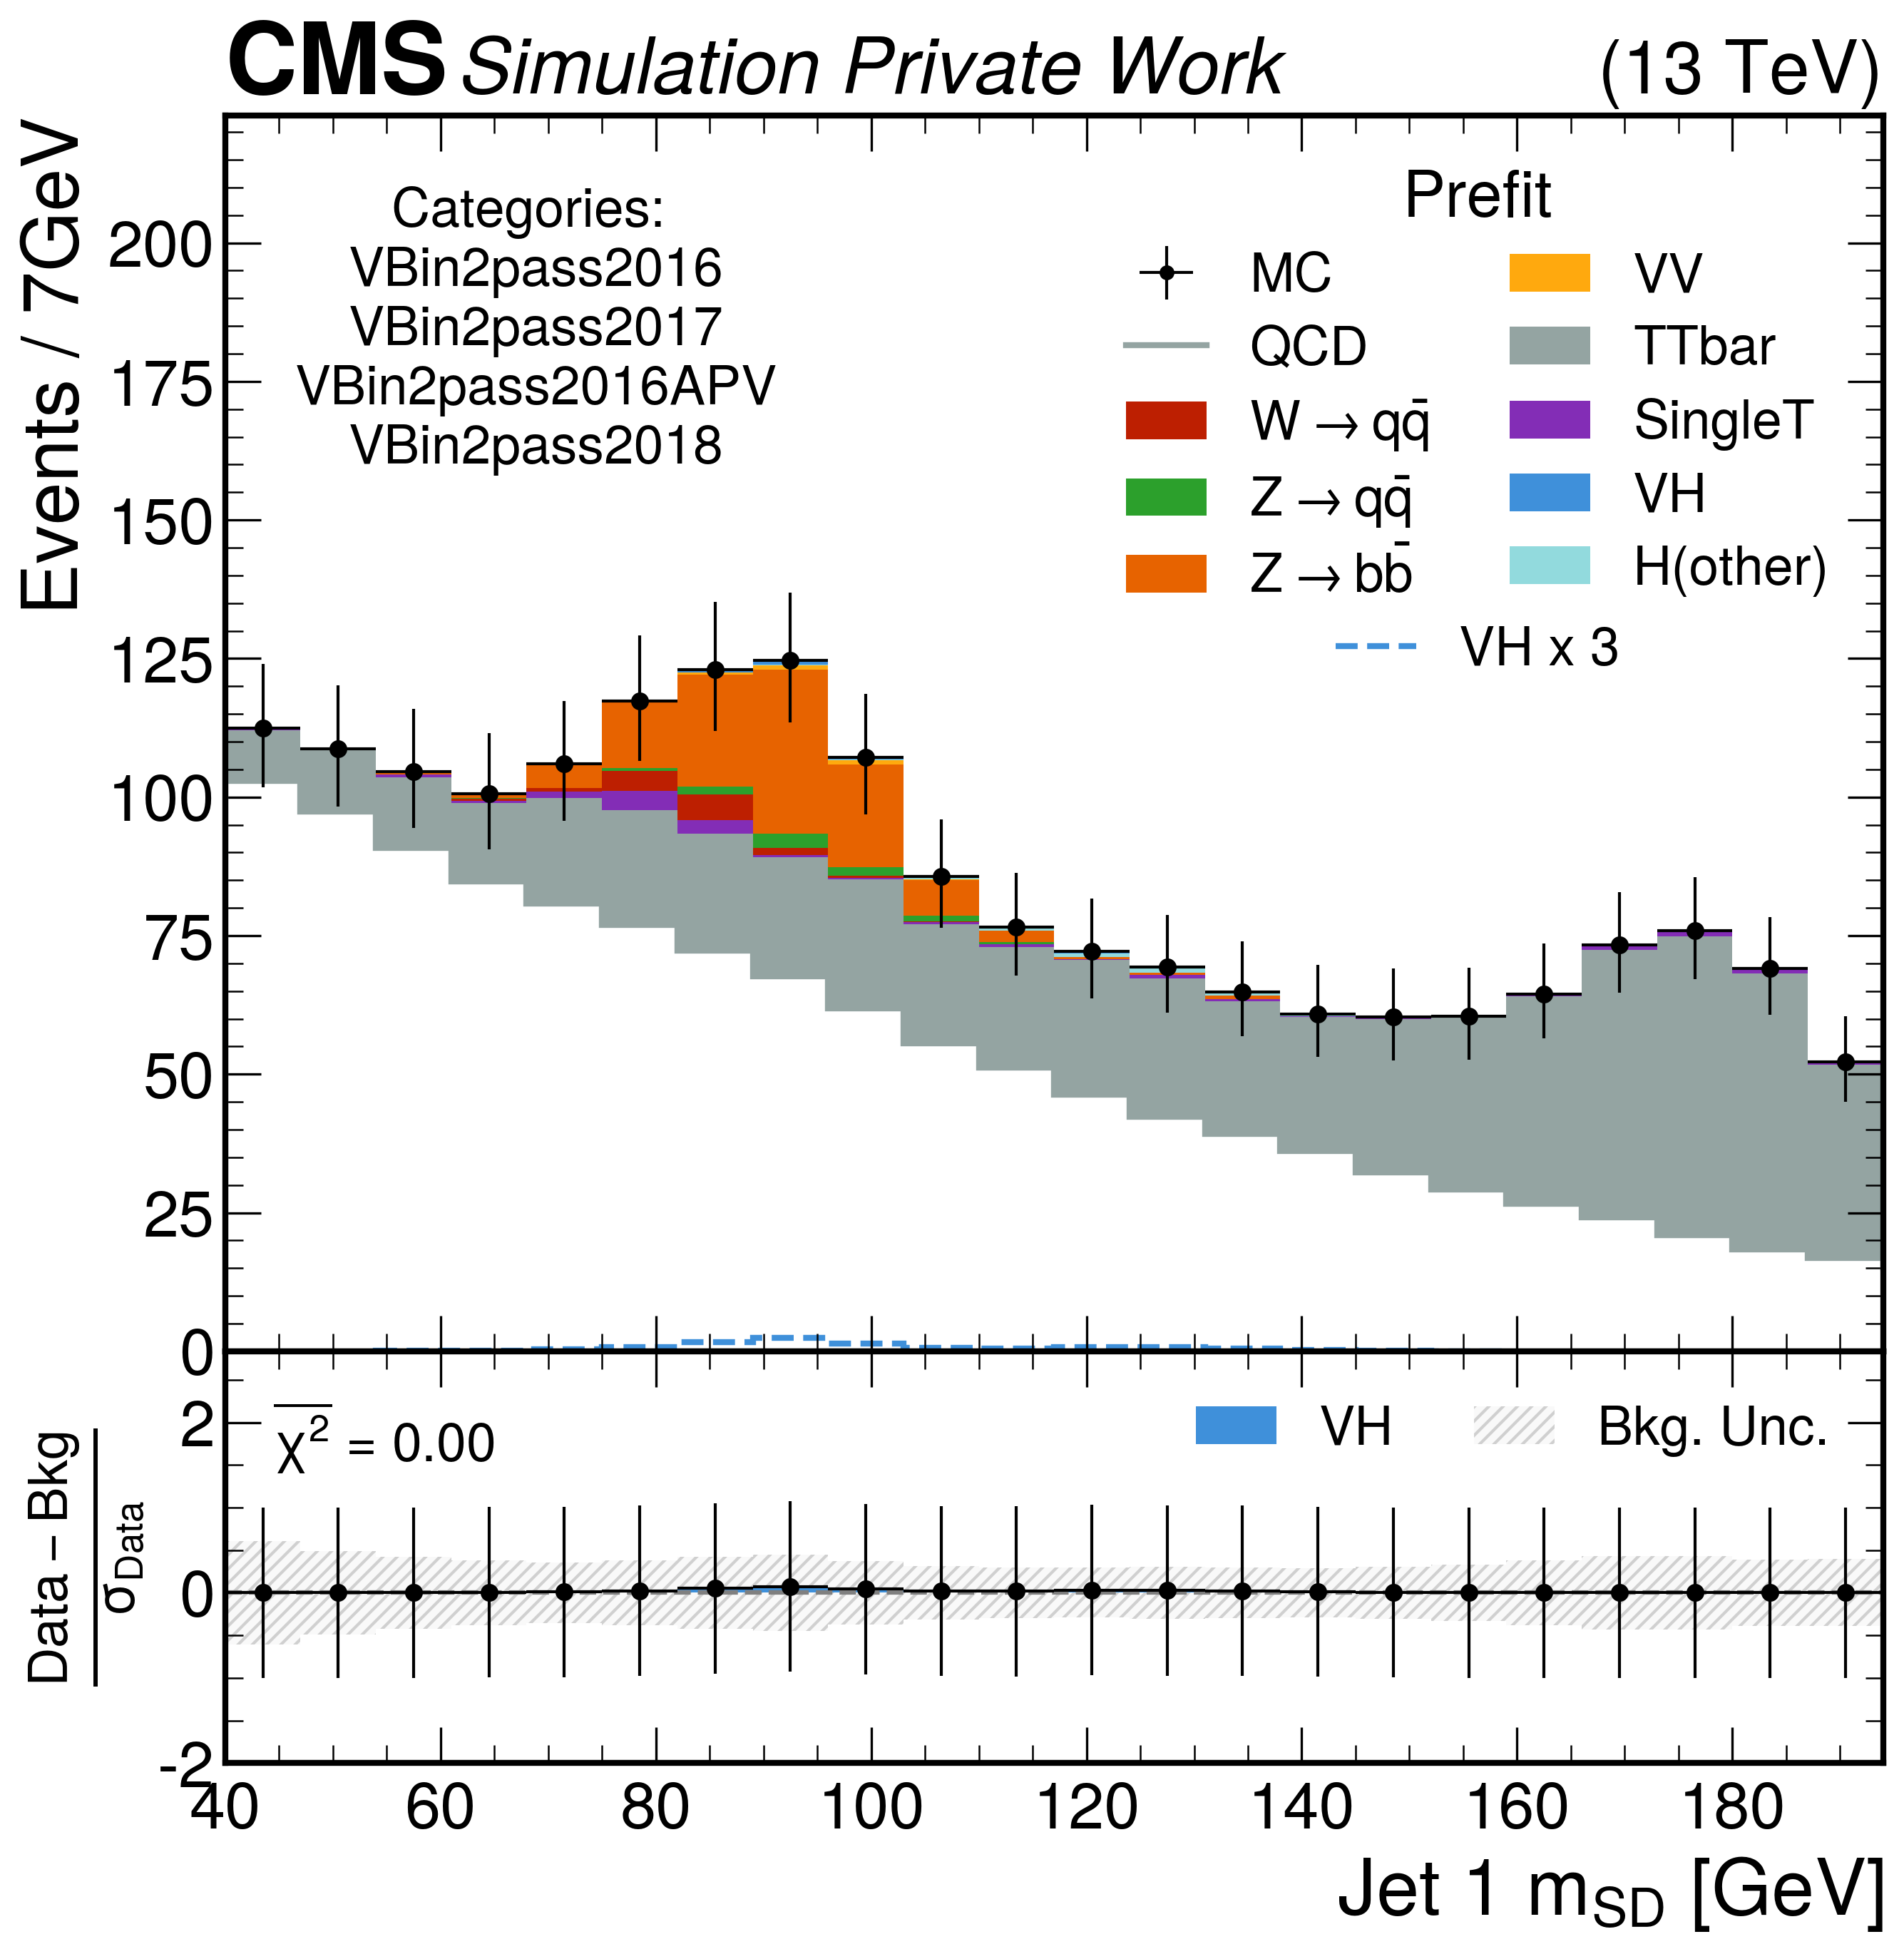 CMS Simulation Private Work (13 TeV)
Events / 7GeV
200
175
150
125
100
75
50
25
0
Categories:
VBin2pass2016
VBin2pass2017
VBin2pass2016APV
VBin2pass2018
Prefit
MC
QCD
W → qq̄
Z → qq̄
Z → bb̄
VV
TTbar
SingleT
VH
H(other)
VH x 3
Data − Bkg
σData
2
0
-2
χ² = 0.00
VH
Bkg. Unc.
40 60 80 100 120 140 160 180
Jet 1 mSD [GeV]